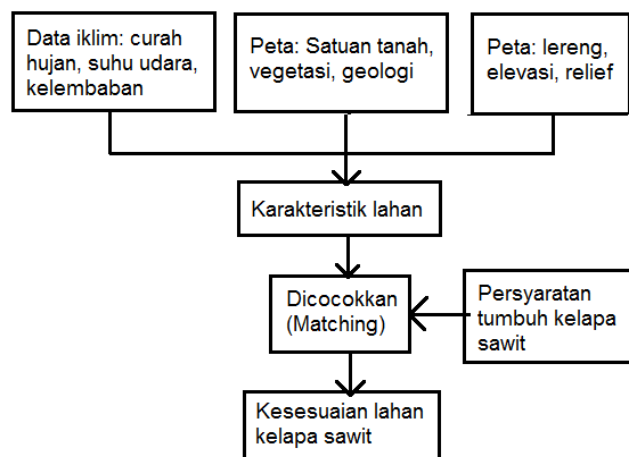 Data iklim: curah
hujan, suhu udara,
kelembaban
Peta: Satuan tanah,
vegetasi, geologi
Peta: lereng,
elevasi, relief
Karakteristik lahan
Dicocokkan
(Matching)
Persyaratan
tumbuh kelapa
sawit
Kesesuaian lahan
kelapa sawit